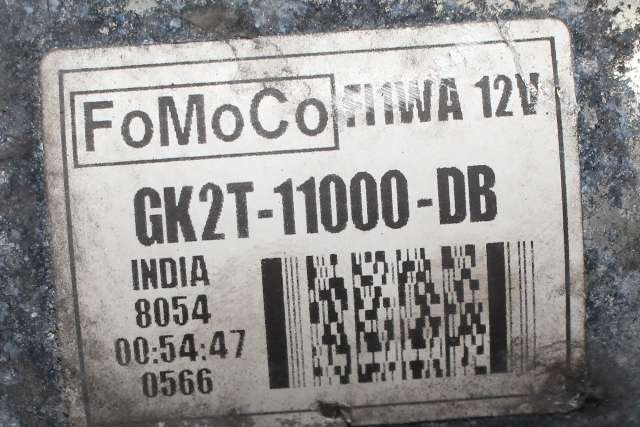 FoMoCo 12V
GK2T-11000-DB
INDIA
8054
00:54:47
0566